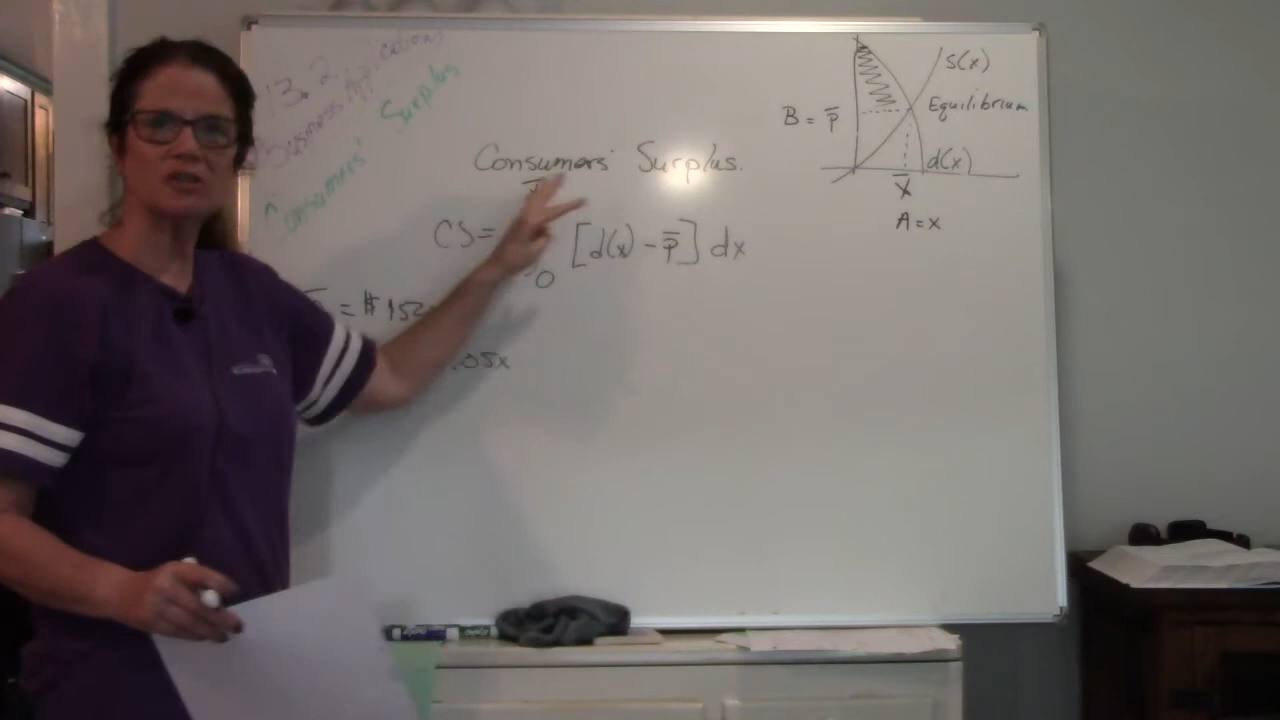 13.2
Business Applications
Consumers' Surplus
Consumers' Surplus
CS= ∫0 [d(x) - p̅] dx
= $152
.05x
S(x)
Equilibrium
B = p̅
d(x)
x̅
A = x